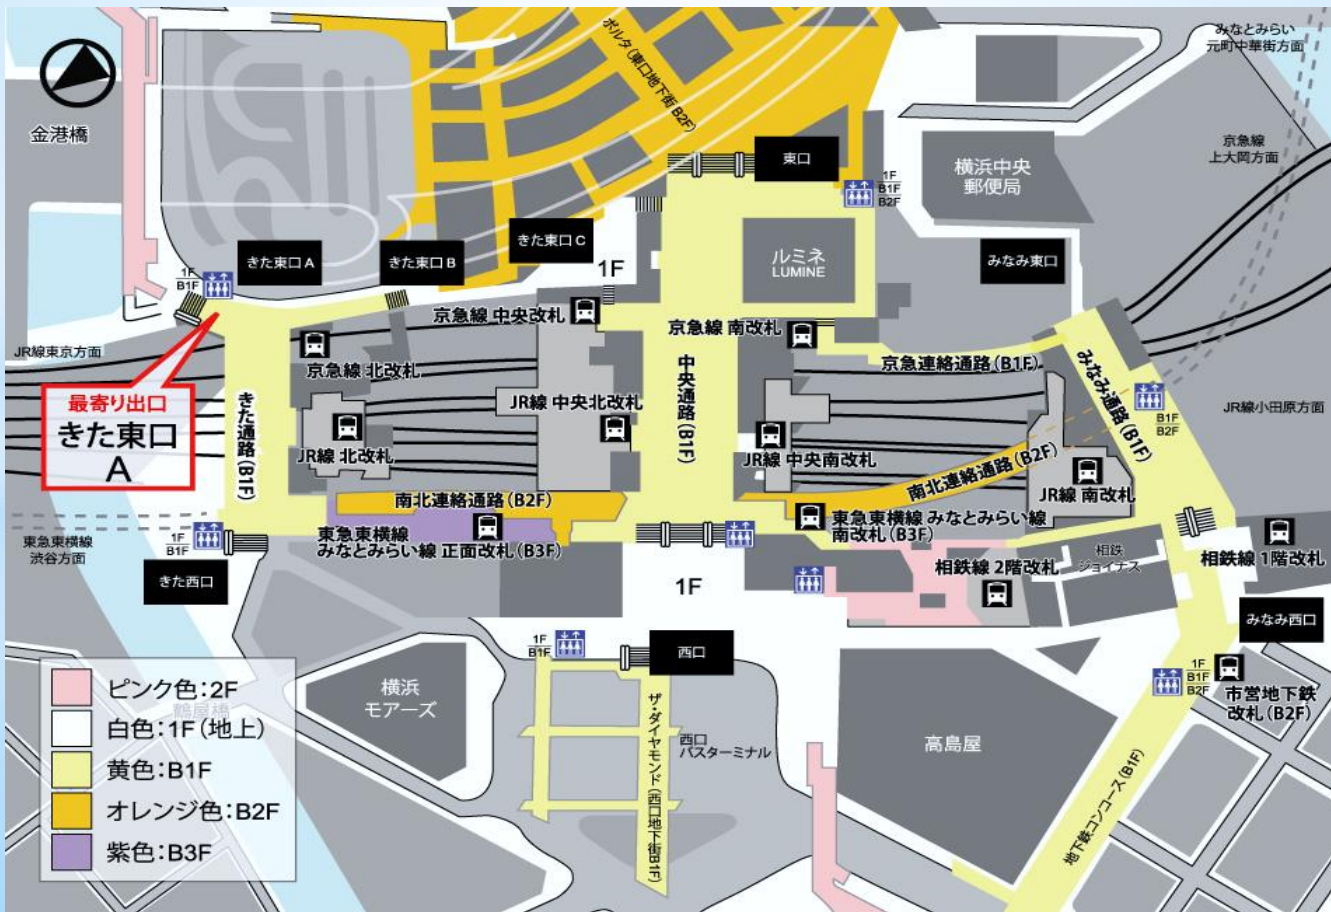 みなとみらい
元町中華街方面
ポルタ(東口地下街 B2F)
金港橋
京急線
上大岡方面
横浜中央
郵便局
東口
1F
B1F
B2F
きた東口 C
きた東口 A
きた東口 B
1F
ルミネ
LUMINE
みなみ東口
1F
B1F
京急線 中央改札
京急線 南改札
JR線東京方面
京急線 北改札
京急連絡通路(B1F)
最寄り出口
きた東口
A
きた通路(B1F)
中央通路(B1F)
みなみ通路(B1F)
B1F
B2F
JR線小田原方面
JR線 中央北改札
JR線 北改札
JR線 中央南改札
南北連絡通路(B2F)
JR線 南改札
南北連絡通路(B2F)
東急東横線
みなとみらい線 正面改札(B3F)
東急東横線 みなとみらい線
南改札(B3F)
東急東横線
渋谷方面
1F
B1F
きた西口
1F
相鉄線 2階改札
相鉄
ジョイナス
相鉄線 1階改札
みなみ西口
1F
B1F
西口
1F
B1F
B2F
市営地下鉄
改札(B2F)
横浜
モアーズ
ザ・ダイヤモンド(西口地下街B1F)
西口
バスターミナル
高島屋
地下鉄コンコース(B1F)
ピンク色:2F
鶴屋橋
白色:1F(地上)
黄色:B1F
オレンジ色:B2F
紫色:B3F